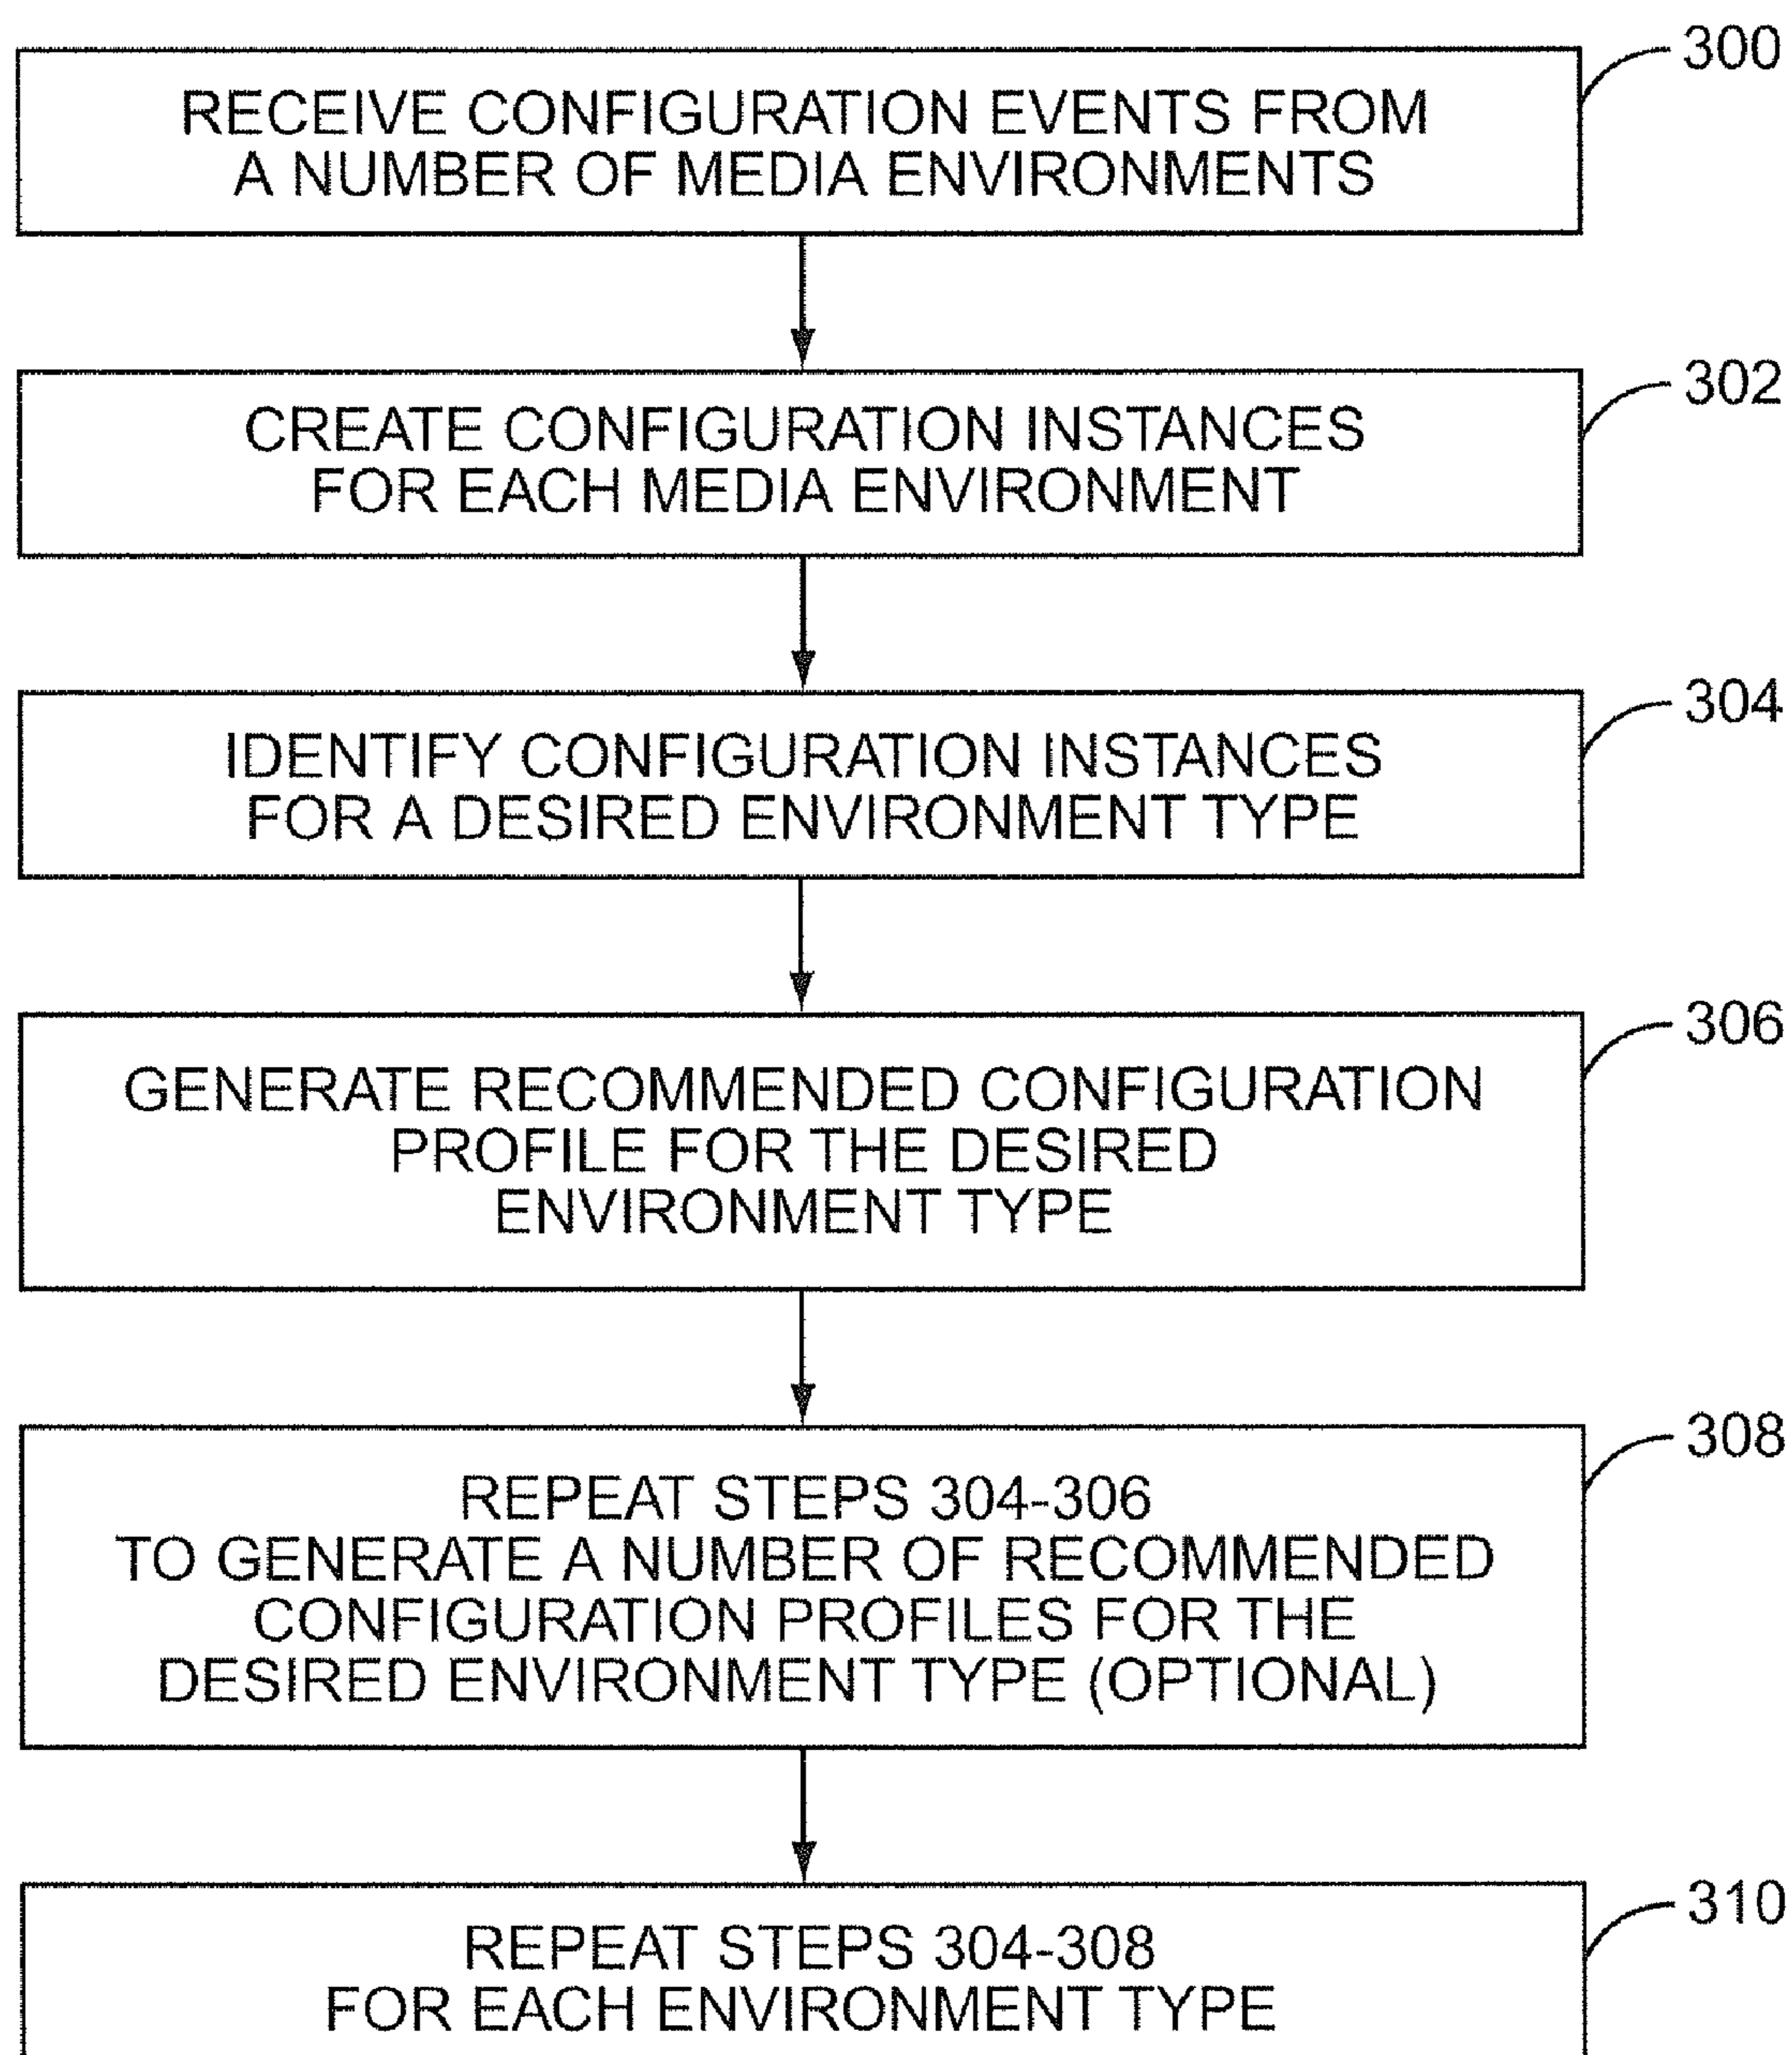 300
RECEIVE CONFIGURATION EVENTS FROM
A NUMBER OF MEDIA ENVIRONMENTS
302
CREATE CONFIGURATION INSTANCES
FOR EACH MEDIA ENVIRONMENT
304
IDENTIFY CONFIGURATION INSTANCES
FOR A DESIRED ENVIRONMENT TYPE
306
GENERATE RECOMMENDED CONFIGURATION
PROFILE FOR THE DESIRED
ENVIRONMENT TYPE
308
REPEAT STEPS 304-306
TO GENERATE A NUMBER OF RECOMMENDED
CONFIGURATION PROFILES FOR THE
DESIRED ENVIRONMENT TYPE (OPTIONAL)
310
REPEAT STEPS 304-308
FOR EACH ENVIRONMENT TYPE